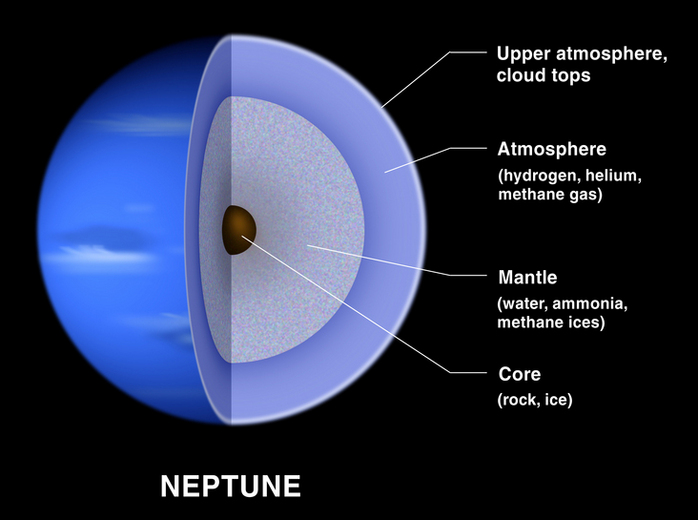 Upper atmosphere,
cloud tops
Atmosphere
(hydrogen, helium,
methane gas)
Mantle
(water, ammonia,
methane ices)
Core
(rock, ice)
NEPTUNE